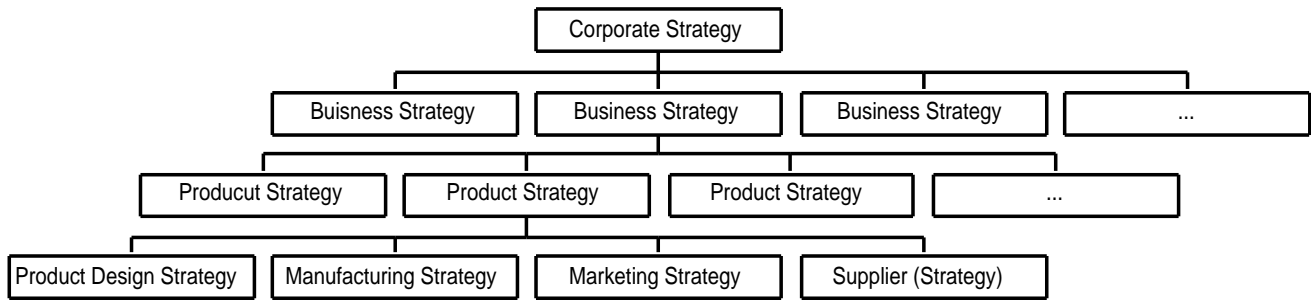 Corporate Strategy
Buisness Strategy
Business Strategy
Business Strategy
...
Producut Strategy
Product Strategy
Product Strategy
...
Product Design Strategy
Manufacturing Strategy
Marketing Strategy
Supplier (Strategy)